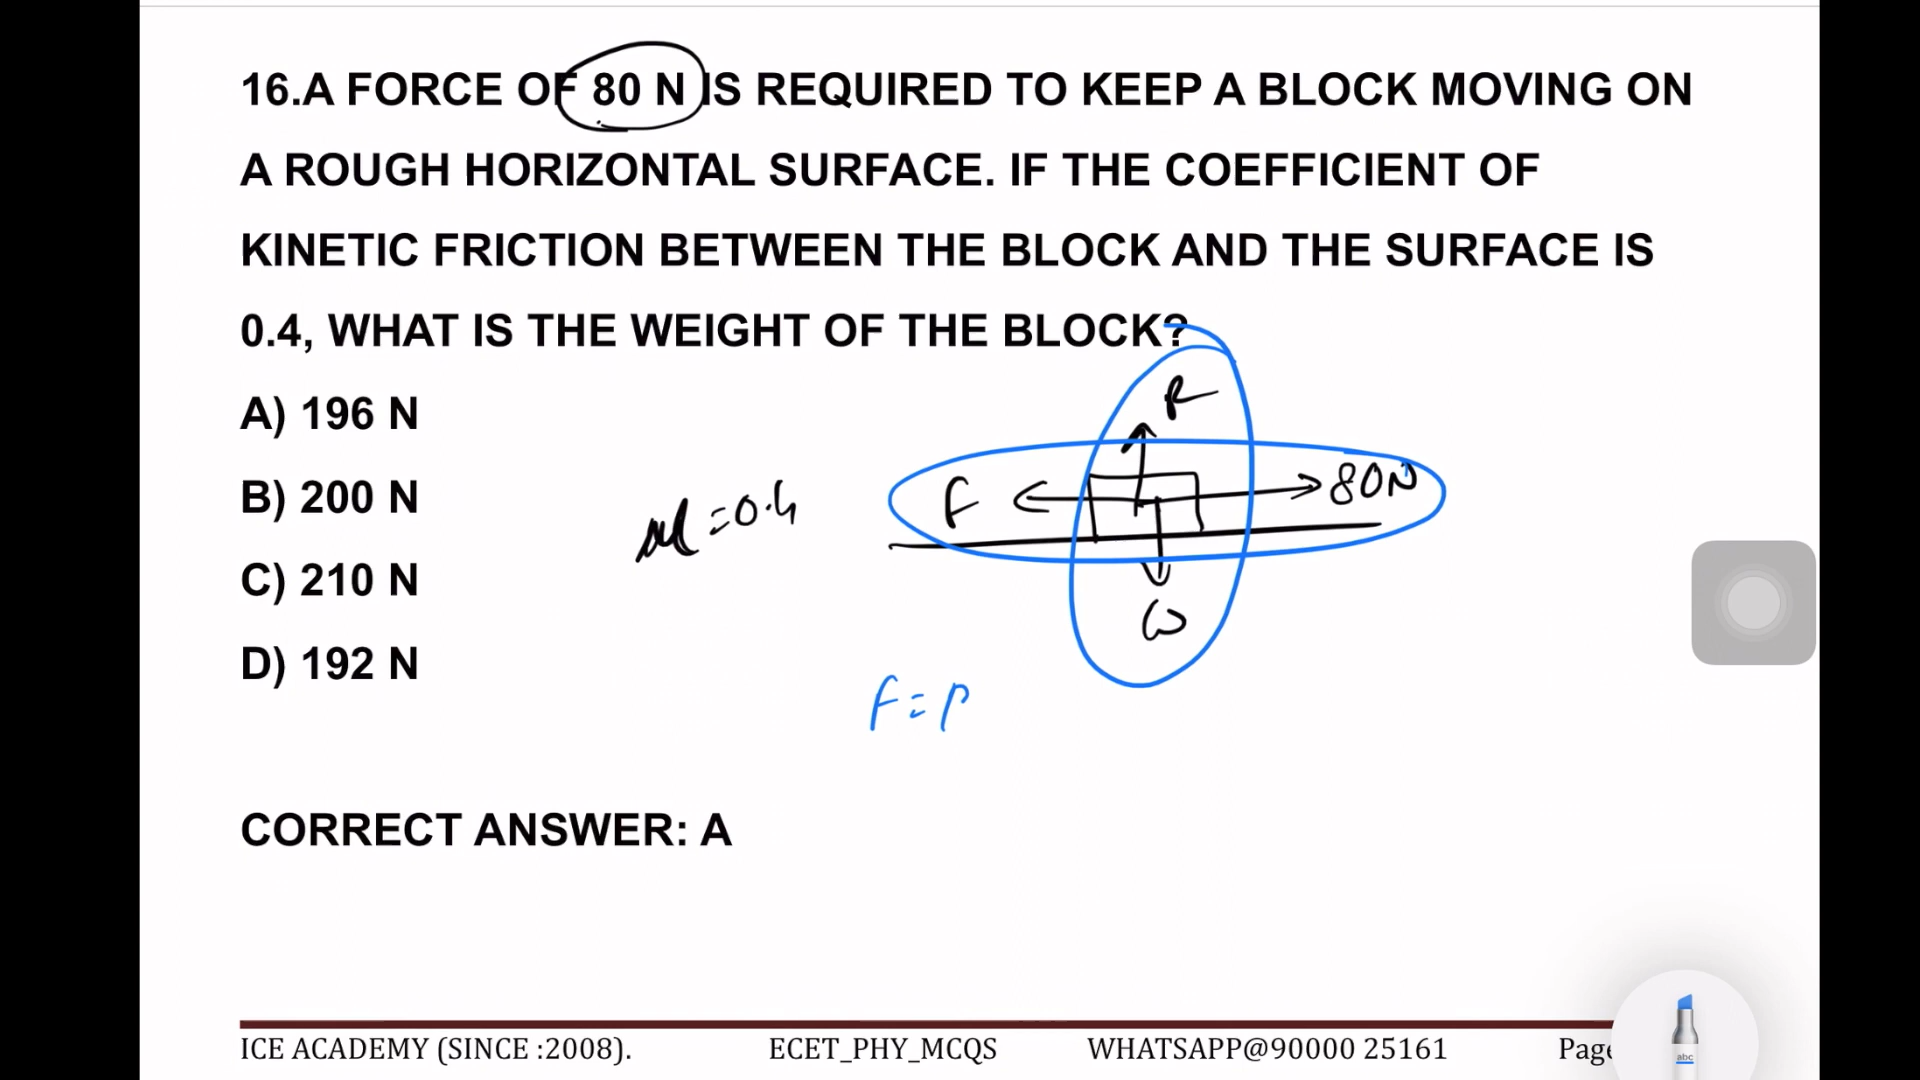 16.A FORCE OF 80 N IS REQUIRED TO KEEP A BLOCK MOVING ON
A ROUGH HORIZONTAL SURFACE. IF THE COEFFICIENT OF
KINETIC FRICTION BETWEEN THE BLOCK AND THE SURFACE IS
0.4, WHAT IS THE WEIGHT OF THE BLOCK?
A) 196 N
B) 200 N
C) 210 N
D) 192 N
R
F
80N
=0.4
W
F=P
CORRECT ANSWER: A
ICE ACADEMY (SINCE :2008). ECET_PHY_MCQS WHATSAPP@90000 25161 Page
abc